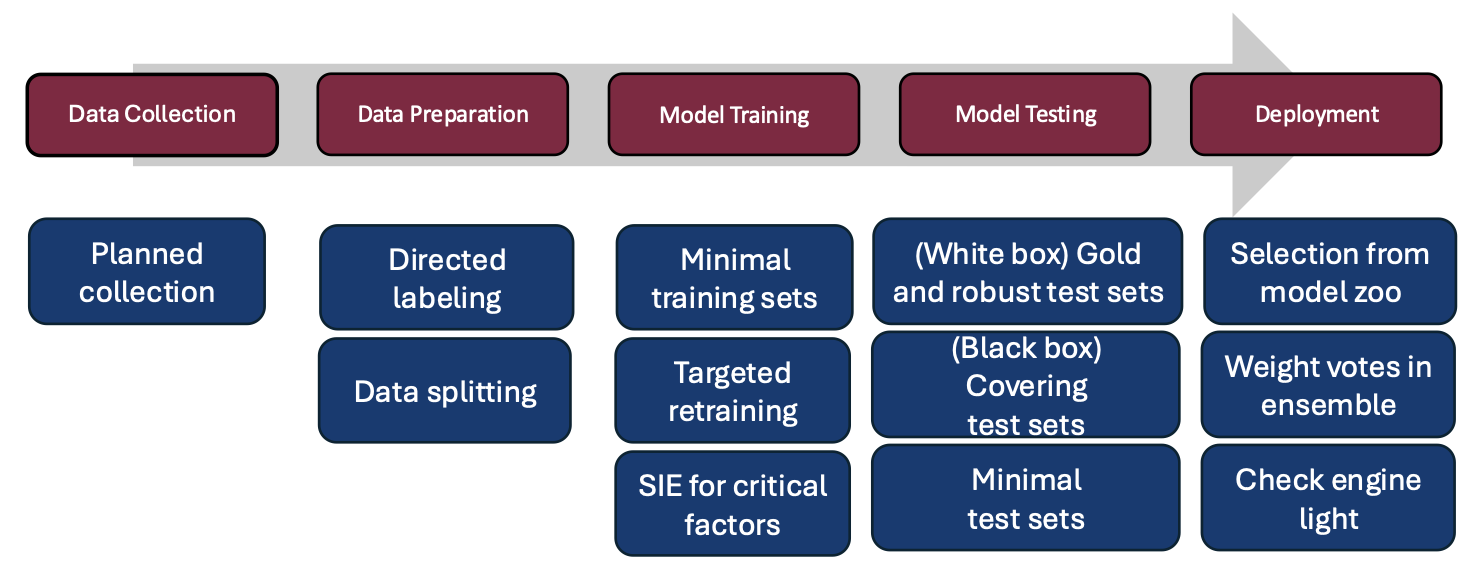 Data Collection
Data Preparation
Model Training
Model Testing
Deployment
Planned
collection
Directed
labeling
Data splitting
Minimal
training sets
Targeted
retraining
SIE for critical
factors
(White box) Gold
and robust test sets
(Black box)
Covering
test sets
Minimal
test sets
Selection from
model zoo
Weight votes in
ensemble
Check engine
light